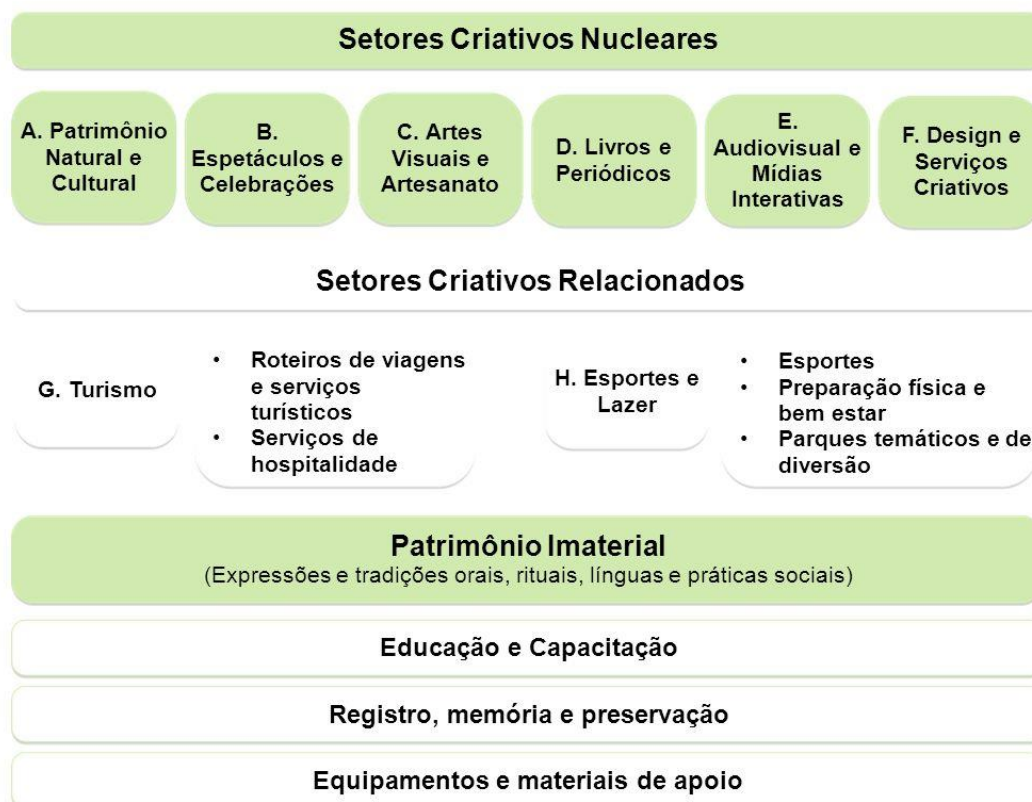 Setores Criativos Nucleares
A. Patrimônio
Natural e
Cultural
B.
Espetáculos e
Celebrações
C. Artes
Visuais e
Artesanato
D. Livros e
Periódicos
E.
Audiovisual e
Mídias
Interativas
F. Design e
Serviços
Criativos
Setores Criativos Relacionados
G. Turismo
• Roteiros de viagens
e serviços
turísticos
• Serviços de
hospitalidade
H. Esportes e
Lazer
• Esportes
• Preparação física e
bem estar
• Parques temáticos e de
diversão
Patrimônio Imaterial
(Expressões e tradições orais, rituais, línguas e práticas sociais)
Educação e Capacitação
Registro, memória e preservação
Equipamentos e materiais de apoio